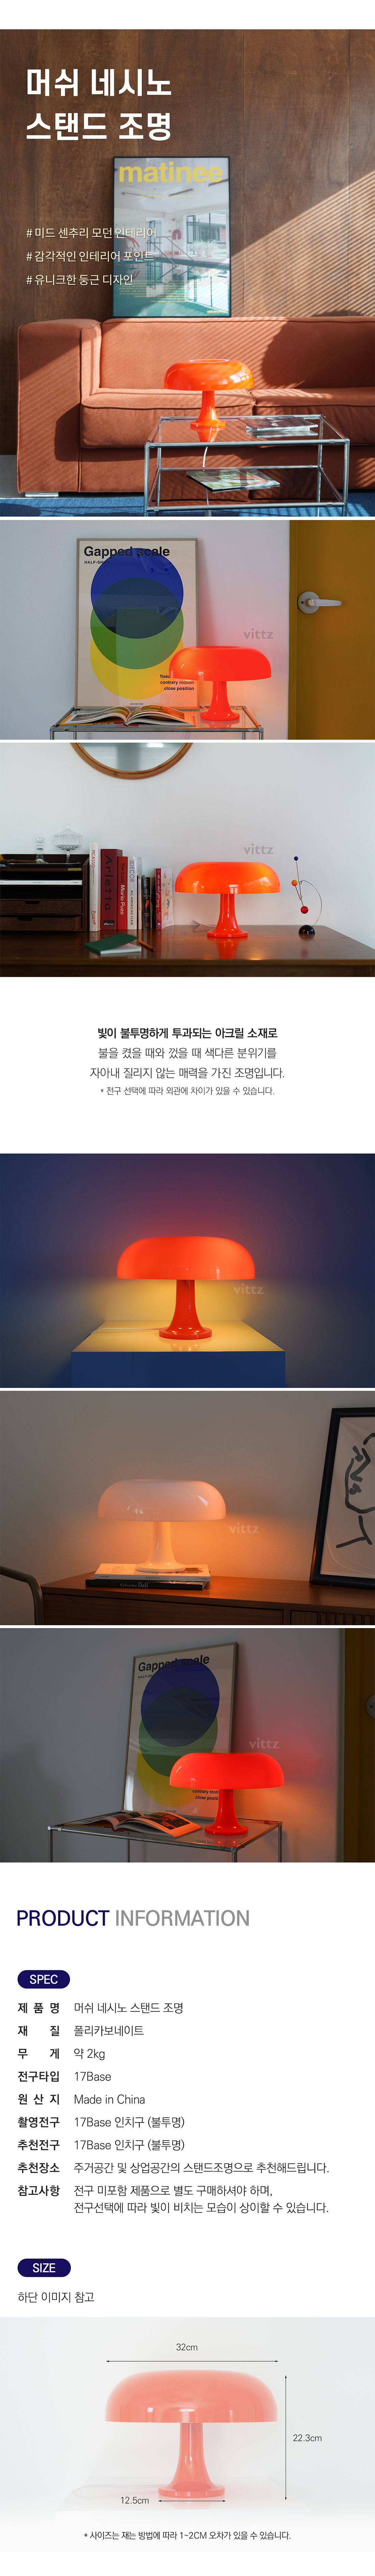 머쉬 네시노
스탠드 조명
matinee
# 미드 센추리 모던 인테리어
# 감각적인 인테리어 포인트
# 유니크한 둥근 디자인
Gapped scale
vittz
contrary motion
close position
vittz
빛이 불투명하게 투과되는 아크릴 소재로
불을 켰을 때와 껐을 때 색다른 분위기를
자아내 질리지 않는 매력을 가진 조명입니다.
* 전구 선택에 따라 외관에 차이가 있을 수 있습니다.
vittz
vittz
Gapped scale
vittz
close
PRODUCT INFORMATION
SPEC
제 품 명 머쉬 네시노 스탠드 조명
재 질 폴리카보네이트
무 게 약 2kg
전구타입 17Base
원 산 지 Made in China
촬영전구 17Base 인치구 (불투명)
추천전구 17Base 인치구 (불투명)
추천장소 주거공간 및 상업공간의 스탠드조명으로 추천해드립니다.
참고사항 전구 미포함 제품으로 별도 구매하셔야 하며,
전구선택에 따라 빛이 비치는 모습이 상이할 수 있습니다.
SIZE
하단 이미지 참고
32cm
22.3cm
12.5cm
* 사이즈는 재는 방법에 따라 1~2CM 오차가 있을 수 있습니다.